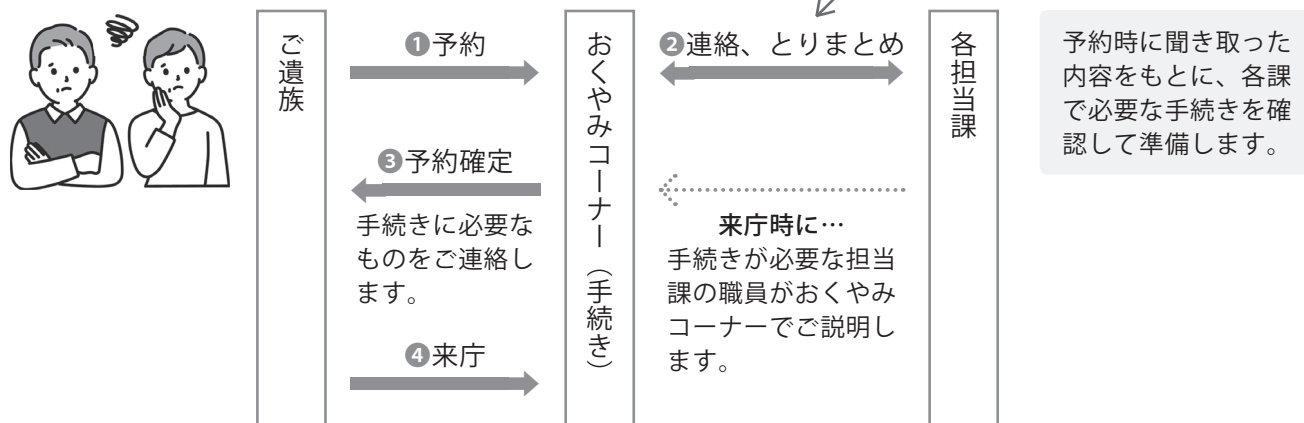 ご遺族
❶予約
❸予約確定
手続きに必要な
ものをご連絡し
ます。
❹来庁
おくやみコーナー（手続き）
❷連絡、とりまとめ
来庁時に…
手続きが必要な担当
課の職員がおくやみ
コーナーでご説明し
ます。
各担当課
予約時に聞き取った
内容をもとに、各課
で必要な手続きを確
認して準備します。